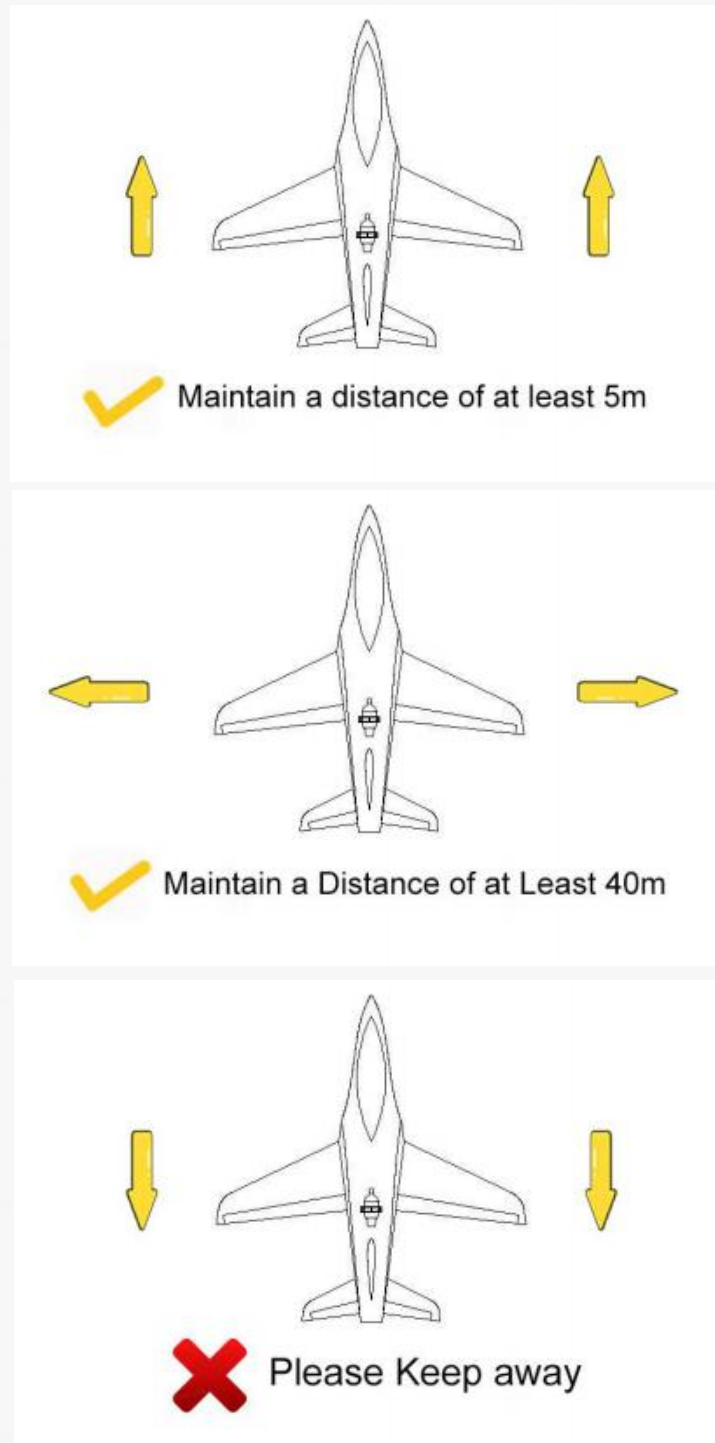 Maintain a distance of at least 5m
Maintain a Distance of at Least 40m
Please Keep away